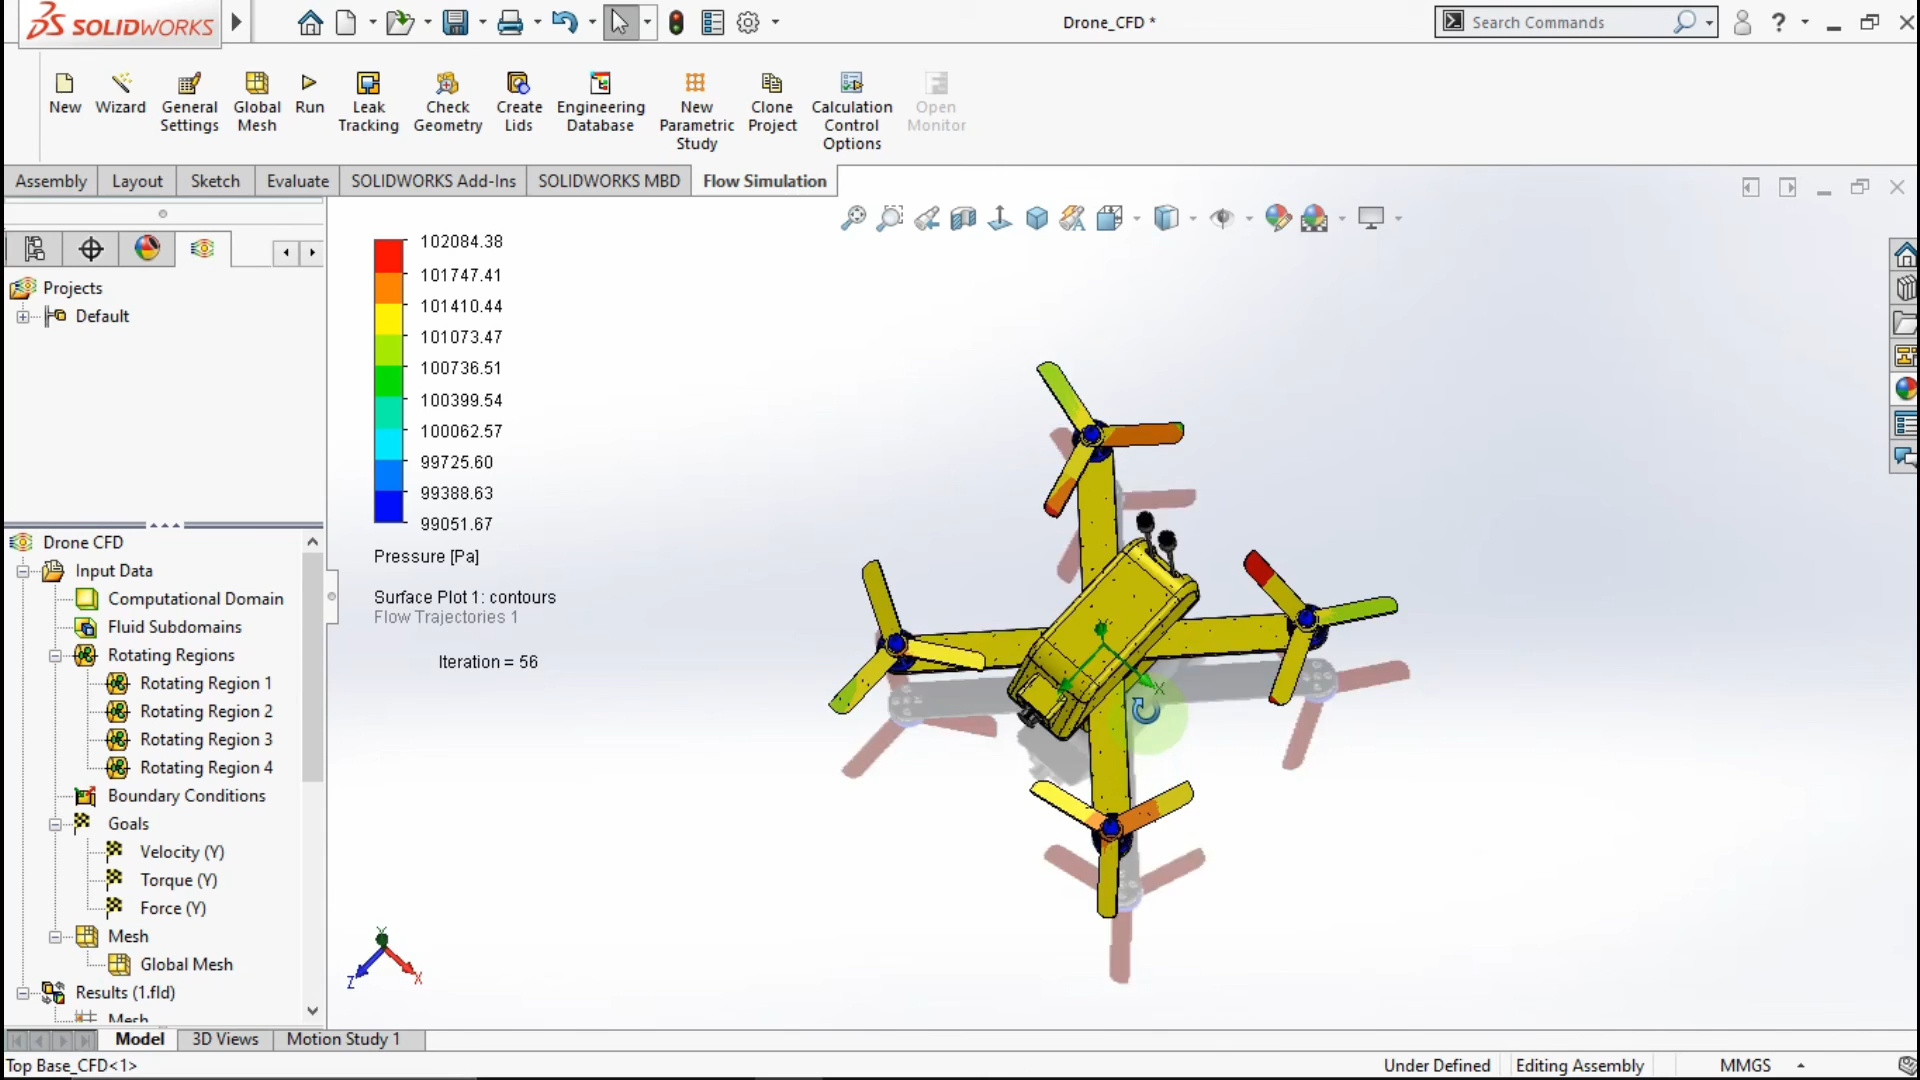 SOLIDWORKS
Drone_CFD *
Search Commands
New
Wizard
General Settings
Global Mesh
Run
Leak Tracking
Check Geometry
Create Lids
Engineering Database
New Parametric Study
Clone Project
Calculation Control Options
Open Monitor
Assembly
Layout
Sketch
Evaluate
SOLIDWORKS Add-Ins
SOLIDWORKS MBD
Flow Simulation
Projects
Default
102084.38
101747.41
101410.44
101073.47
100736.51
100399.54
100062.57
99725.60
99388.63
99051.67
Pressure [Pa]
Surface Plot 1: contours
Flow Trajectories 1
Iteration = 56
Drone CFD
Input Data
Computational Domain
Fluid Subdomains
Rotating Regions
Rotating Region 1
Rotating Region 2
Rotating Region 3
Rotating Region 4
Boundary Conditions
Goals
Velocity (Y)
Torque (Y)
Force (Y)
Mesh
Global Mesh
Results (1.fld)
Mesh
Y
X
Y
Z
X
Model
3D Views
Motion Study 1
Top Base_CFD<1>
Under Defined
Editing Assembly
MMGS